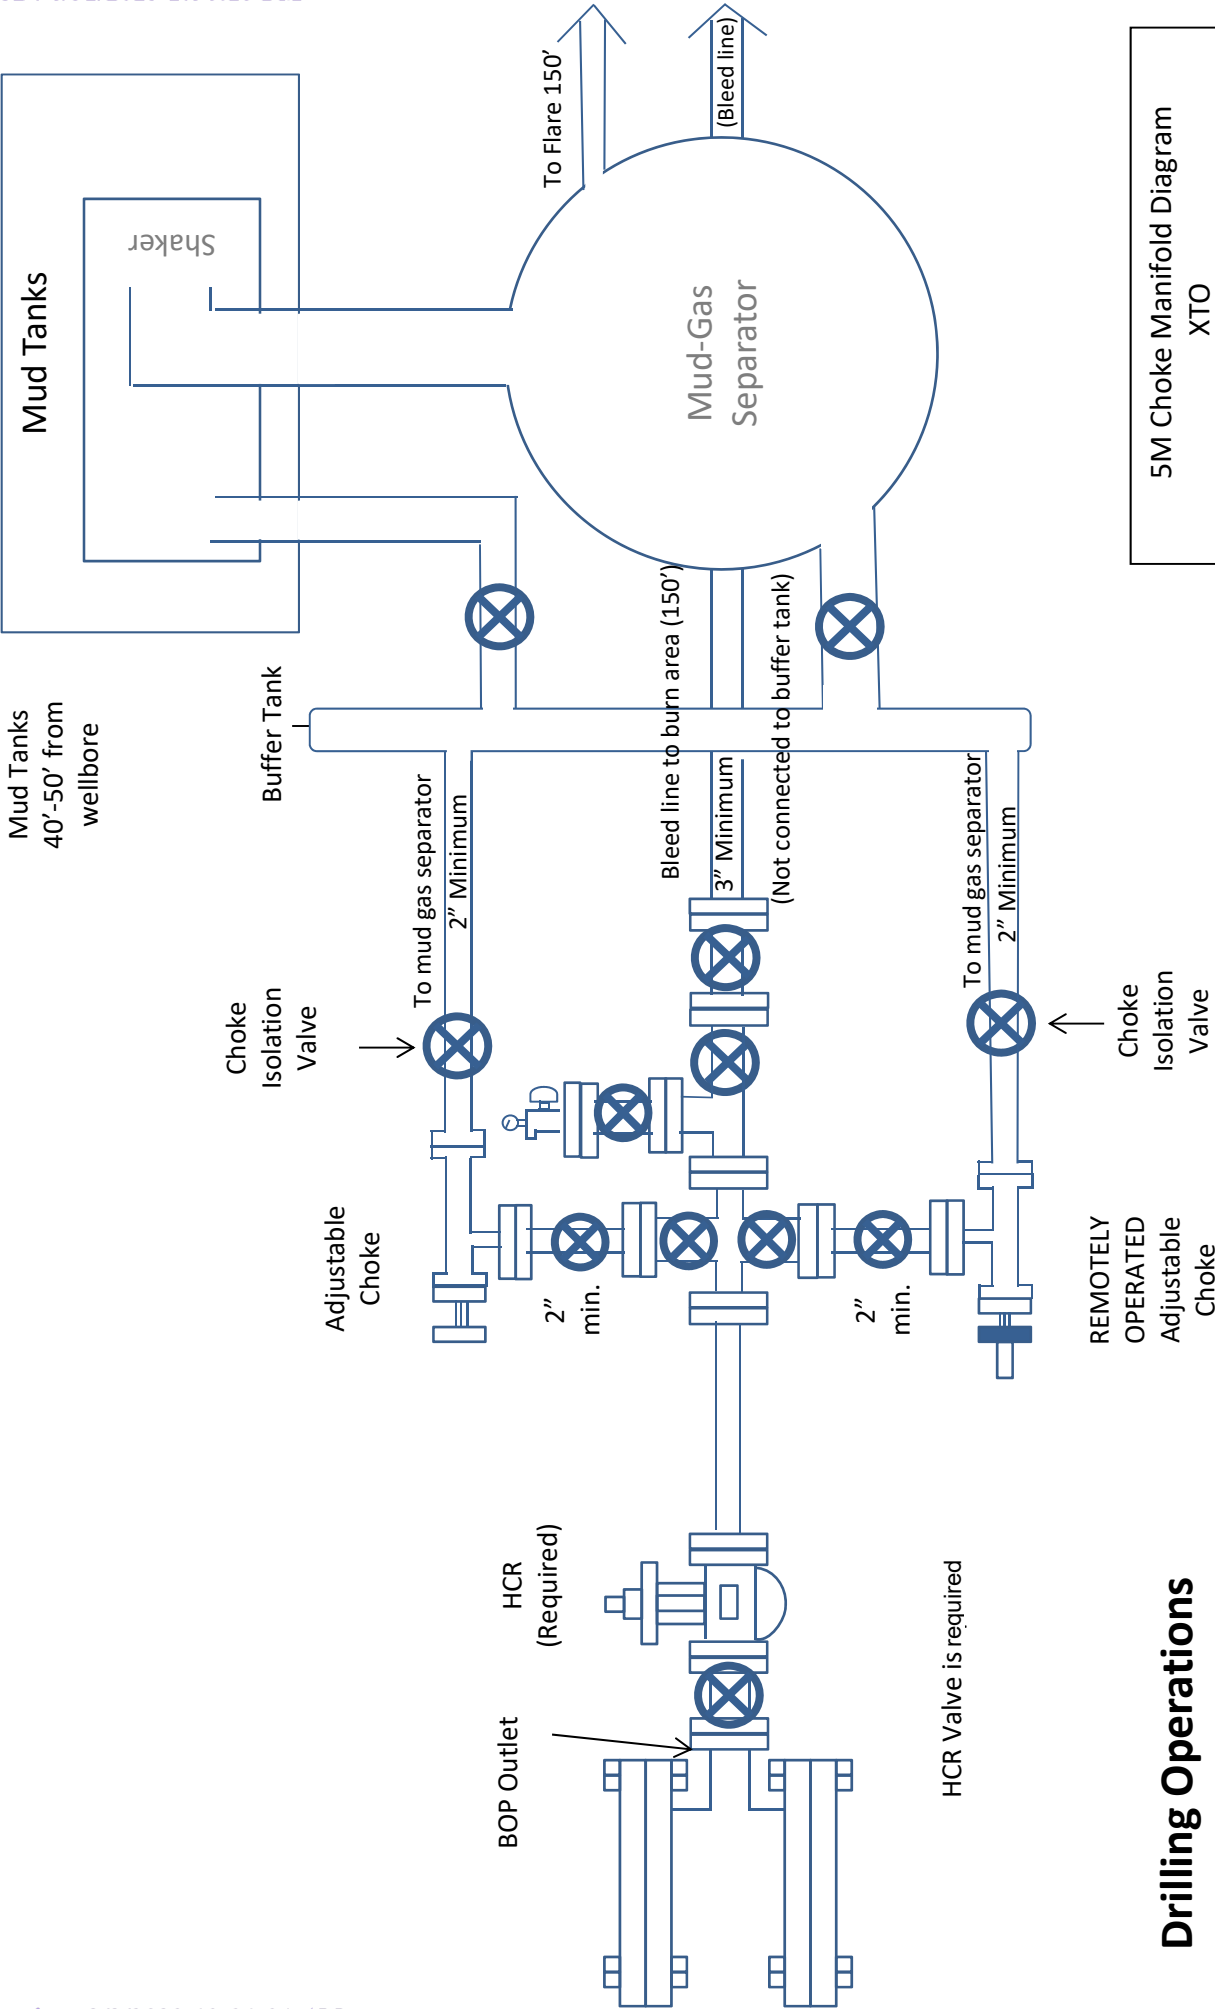 Mud Tanks
40’-50’ from
wellbore
Mud Tanks
Shaker
Buffer Tank
To Flare 150’
(Bleed line)
Mud-Gas
Separator
Choke
Isolation
Valve
To mud gas separator
2” Minimum
Bleed line to burn area (150’)
3” Minimum
(Not connected to buffer tank)
To mud gas separator
2” Minimum
Choke
Isolation
Valve
Adjustable
Choke
2”
min.
2”
min.
REMOTELY
OPERATED
Adjustable
Choke
HCR
(Required)
BOP Outlet
HCR Valve is required
Drilling Operations
5M Choke Manifold Diagram
XTO